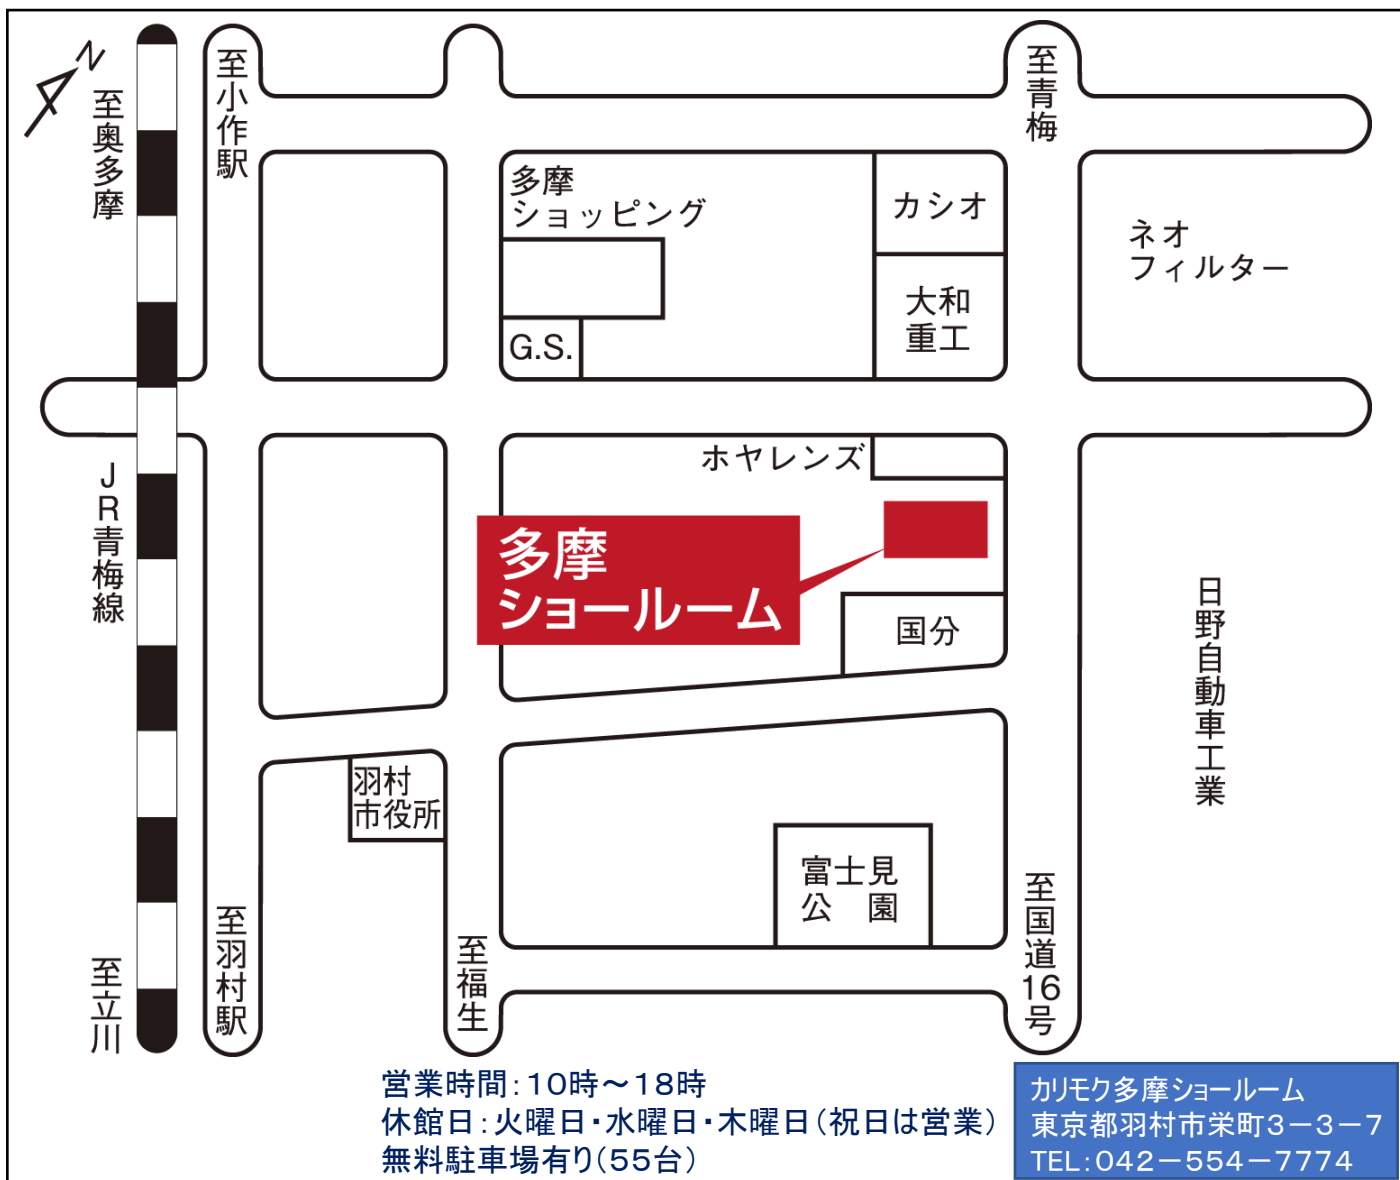 N
至奥多摩
至小作駅
至青梅
多摩
ショッピング
カシオ
ネオ
フィルター
大和
重工
G.S.
ホヤレンズ
JR青梅線
多摩
ショールーム
国分
日野自動車工業
羽村
市役所
富士見
公　園
至国道16号
至羽村駅
至福生
至立川
営業時間：10時～18時
休館日：火曜日・水曜日・木曜日（祝日は営業）
無料駐車場有り（55台）
カリモク多摩ショールーム
東京都羽村市栄町3－3－7
TEL：042－554－7774